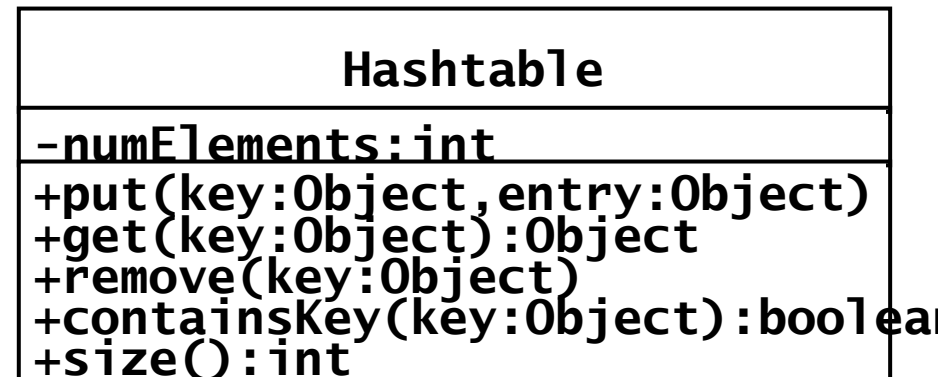 Hashtable
-numElements:int
+put(key:Object,entry:Object)
+get(key:Object):Object
+remove(key:Object)
+containsKey(key:Object):boolean
+size():int